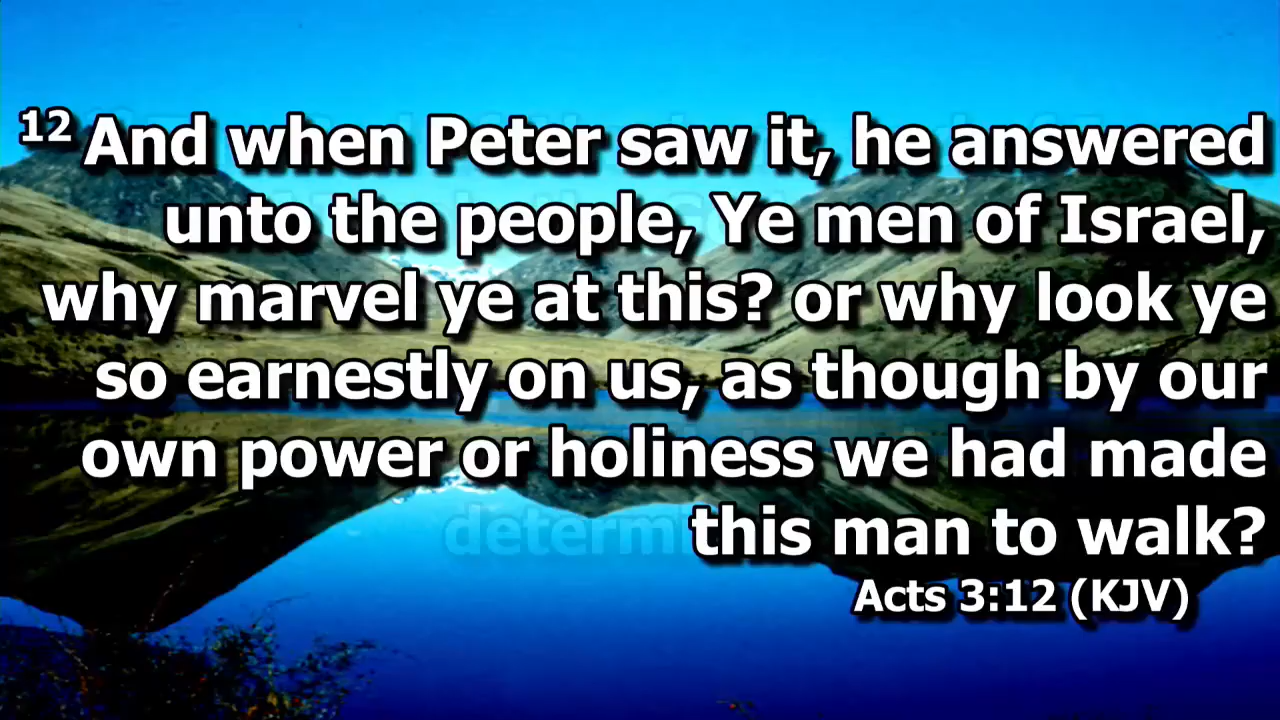 12 And when Peter saw it, he answered
unto the people, Ye men of Israel,
why marvel ye at this? or why look ye
so earnestly on us, as though by our
own power or holiness we had made
this man to walk?
Acts 3:12 (KJV)